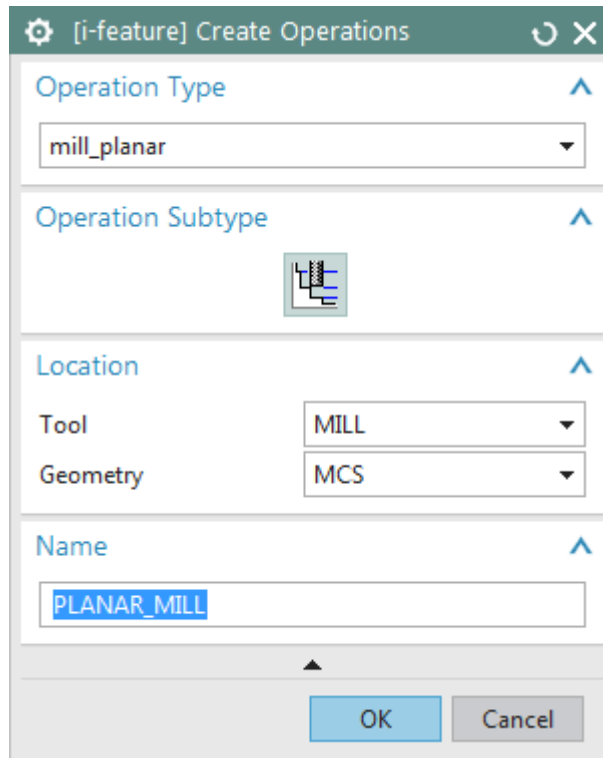 [i-feature] Create Operations
Operation Type
mill_planar
Operation Subtype
Location
Tool MILL
Geometry MCS
Name
PLANAR_MILL
OK Cancel